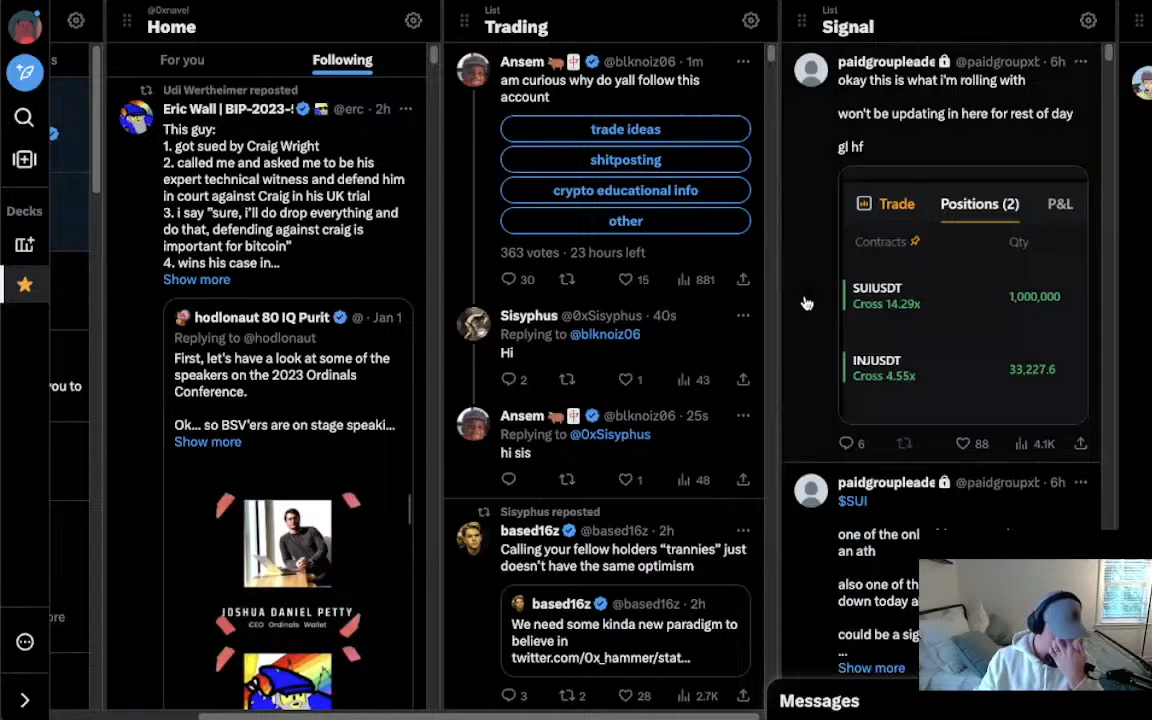 @0xnavel
Home
For you
Following
Udi Wertheimer reposted
Eric Wall | BIP-2023-
@erc · 2h
This guy:
1. got sued by Craig Wright
2. called me and asked me to be his
expert technical witness and defend him
in court against Craig in his UK trial
3. i say "sure, i'll do drop everything and
do that, defending against craig is
important for bitcoin"
4. wins his case in...
Show more
hodlonaut 80 IQ Purit
@ · Jan 1
Replying to @hodlonaut
First, let's have a look at some of the
speakers on the 2023 Ordinals
Conference.
Ok... so BSV'ers are on stage speaki...
Show more
JOSHUA DANIEL PETTY
CEO Ordinals Wallet
Decks
s
you to
ore
List
Trading
Ansem
@blknoiz06 · 1m
am curious why do yall follow this
account
trade ideas
shitposting
crypto educational info
other
363 votes · 23 hours left
30
15
881
Sisyphus @0xSisyphus · 40s
Replying to @blknoiz06
Hi
2
1
43
Ansem
@blknoiz06 · 25s
Replying to @0xSisyphus
hi sis
1
48
Sisyphus reposted
based16z
@based16z · 2h
Calling your fellow holders “trannies” just
doesn’t have the same optimism
based16z
@based16z · 2h
We need some kinda new paradigm to
believe in
twitter.com/0x_hammer/stat...
3
2
28
2.7K
List
Signal
paidgroupleade
@paidgroupxt · 6h
okay this is what i'm rolling with
won't be updating in here for rest of day
gl hf
Trade
Positions (2)
P&L
Contracts
Qty
SUIUSDT
Cross 14.29x
1,000,000
INJUSDT
Cross 4.55x
33,227.6
6
88
4.1K
paidgroupleade
@paidgroupxt · 6h
$SUI
one of the onl
an ath
also one of th
down today a
could be a sig
...
Show more
Messages